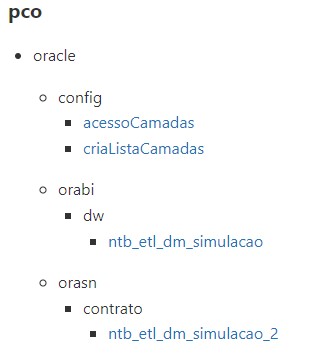 pco
oracle
config
acessoCamadas
criaListaCamadas
orabi
dw
ntb_etl_dm_simulacao
orasn
contrato
ntb_etl_dm_simulacao_2